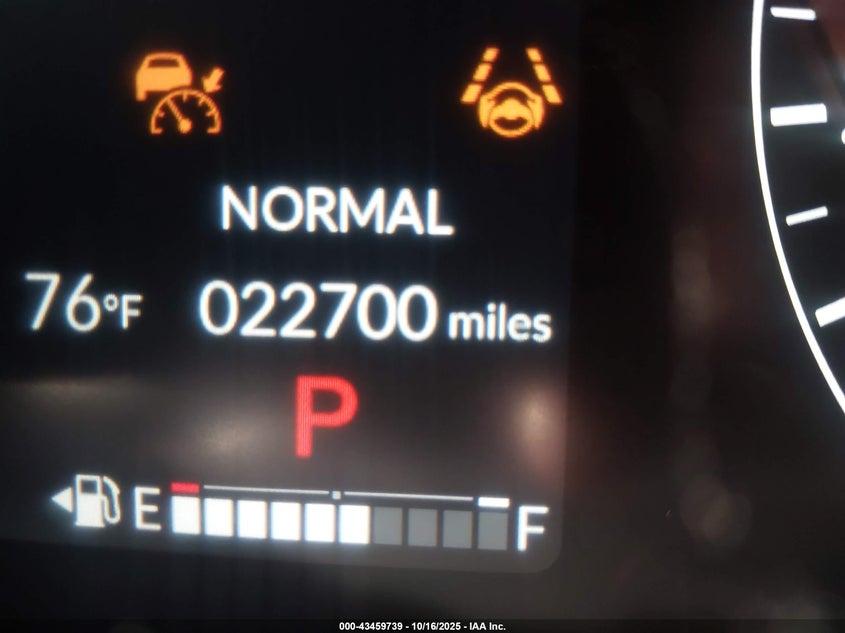 NORMAL
76°F 022700 miles
P
E F
000-43459739 - 10/16/2025 - IAA Inc.